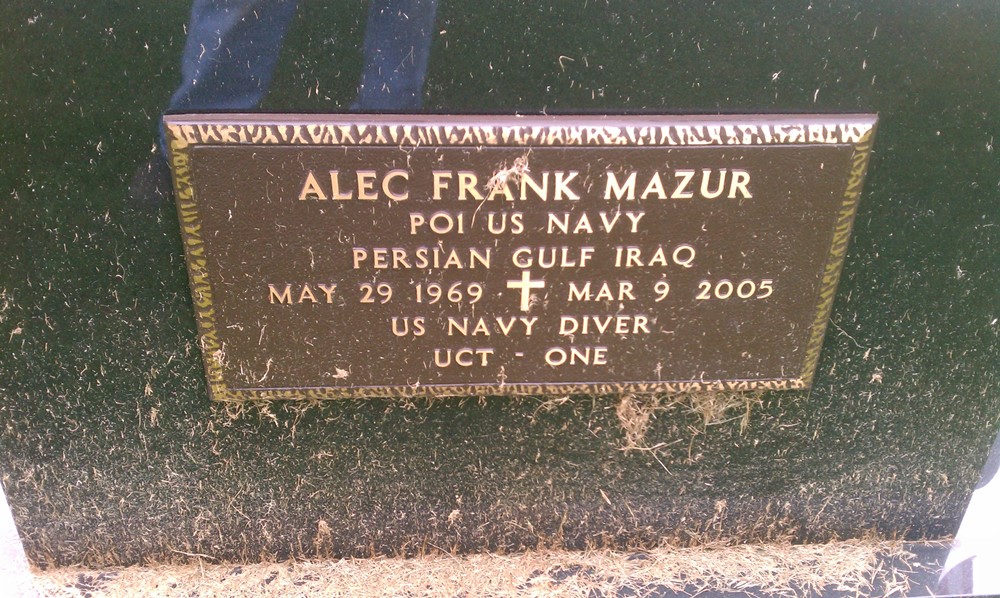 ALEC FRANK MAZUR
PO1 US NAVY
PERSIAN GULF IRAQ
MAY 29 1969 MAR 9 2005
US NAVY DIVER
UCT - ONE